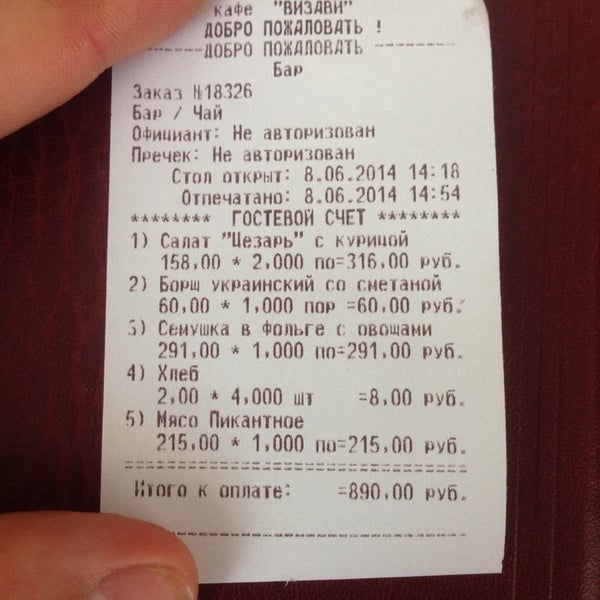 кафе "ВИЗАВИ"
ДОБРО ПОЖАЛОВАТЬ !
ДОБРО ПОЖАЛОВАТЬ
Бар
Заказ №18326
Бар / Чай
Официант: Не авторизован
Пречек: Не авторизован
Стол открыт: 8.06.2014 14:18
Отпечатано: 8.06.2014 14:54
******** ГОСТЕВОЙ СЧЕТ ********
1) Салат "Цезарь" с курицой
158,00 * 2,000 по=316,00 руб.
2) Борщ украинский со сметаной
60,00 * 1,000 пор =60,00 руб.
3) Семушка в фольге с овощами
291,00 * 1,000 по=291,00 руб.
4) Хлеб
2,00 * 4,000 шт =8,00 руб.
5) Мясо Пикантное
215,00 * 1,000 по=215,00 руб.
Итого к оплате: =890,00 руб.